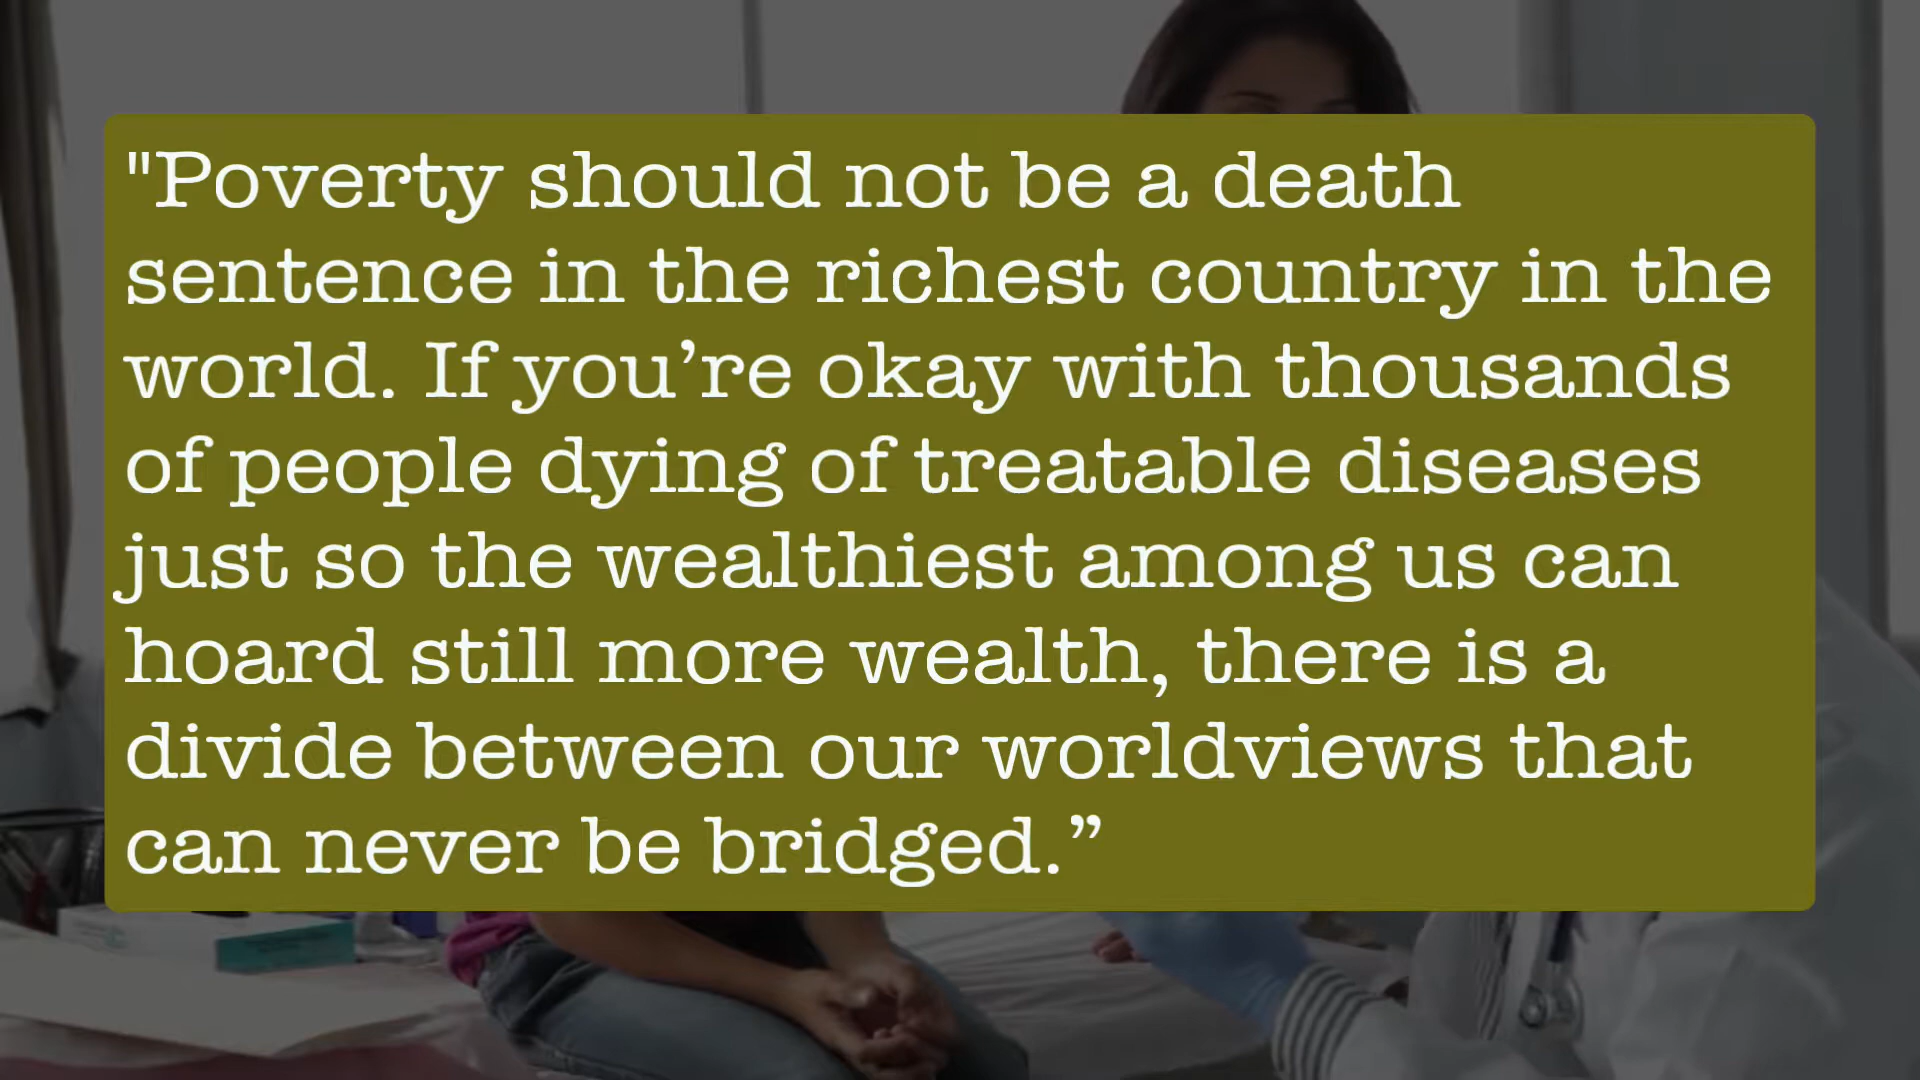 "Poverty should not be a death
sentence in the richest country in the
world. If you’re okay with thousands
of people dying of treatable diseases
just so the wealthiest among us can
hoard still more wealth, there is a
divide between our worldviews that
can never be bridged.”